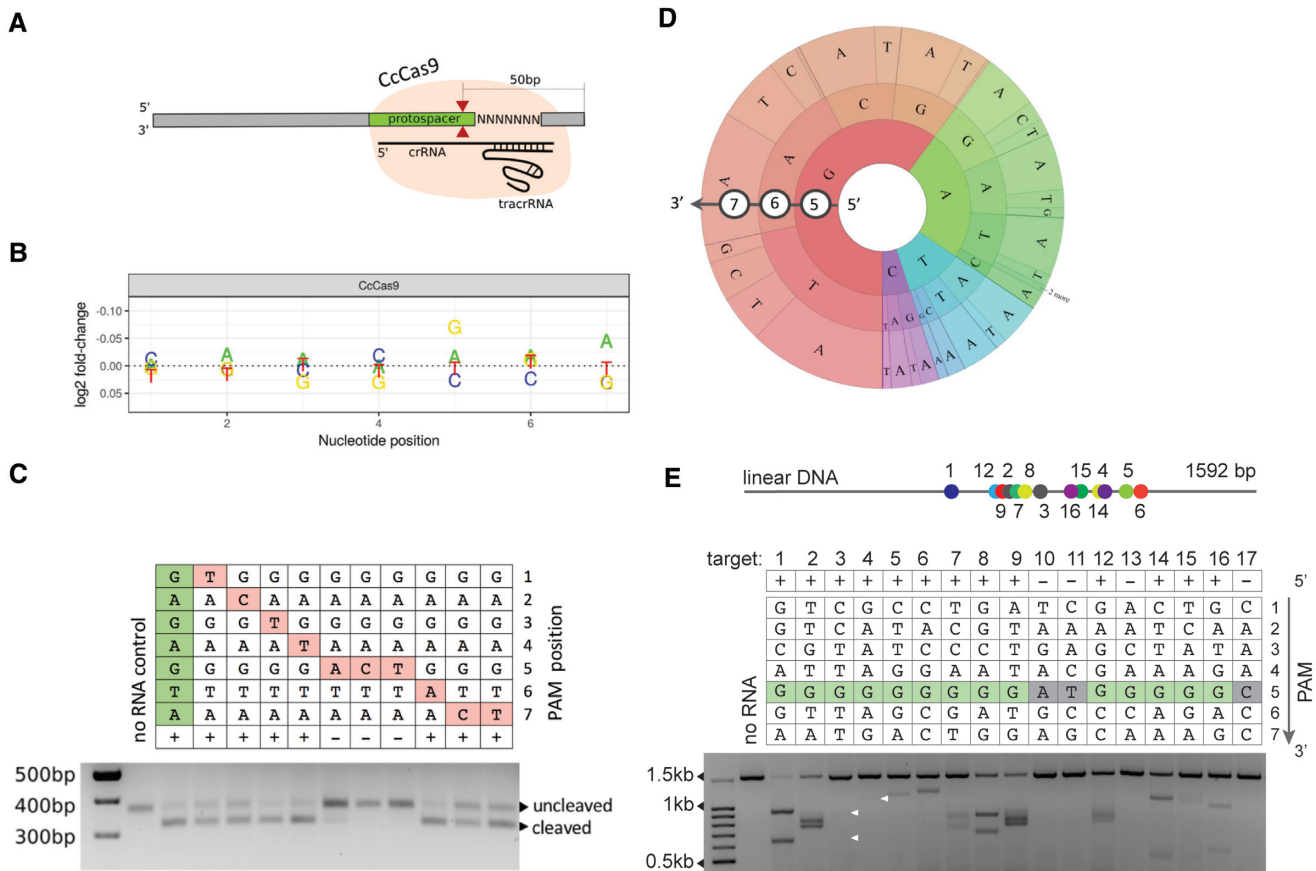 A
CcCas9
50bp
5'
3'
protospacer
NNNNNNN
5'
crRNA
tracrRNA
B
CcCas9
log2 fold-change
-0.10
-0.05
0.00
0.05
C A A C G A A
A G A A A A T
G T C T T G G
T G G C T C
2 4 6
Nucleotide position
C
no RNA control
G T G G G G G G G G G 1
A A C A A A A A A A A 2
G G G T G G G G G G G 3
A A A A T A A A A A A 4
G G G G G A C T G G G 5
T T T T T T T T A T T 6
A A A A A A A A A C T 7
+ + + + + – – – + + +
PAM position
500bp
400bp
300bp
uncleaved
cleaved
D
3' 7 6 5 5'
G A T C
T A C G
G A T C
A T C G
A T C G A T C A T A T
A C T A T G A T A
2 more
A T A A A T A T A T
E
linear DNA
1 12 2 8 15 4 5 1592 bp
9 7 3 16 14 6
target: 1 2 3 4 5 6 7 8 9 10 11 12 13 14 15 16 17
+ + + + + + + + + – – + – + + + – 5'
no RNA
G T C G C C T G A T C G A C T G C 1
G T C A T A C G T A A A A T C A A 2
C G T A T C C C T G A G C T A T A 3
A T T A G G A A T A C G A A A G A 4
G G G G G G G G G A T G G G G G C 5
G T T A G C G A T G C C C A G A C 6
A A T G A C T G G A G C A A A G C 7
3'
PAM
1.5kb
1kb
0.5kb